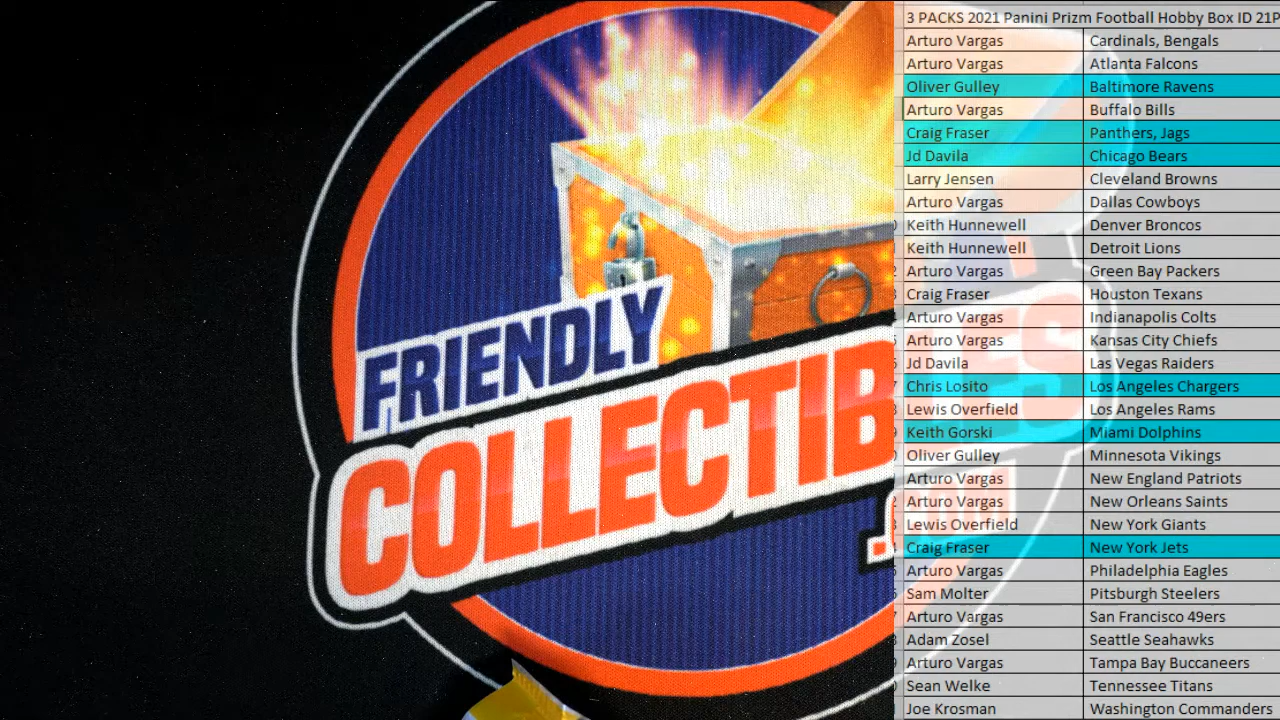 FRIENDLY
COLLECTIB
3 PACKS 2021 Panini Prizm Football Hobby Box ID 21P
Arturo Vargas Cardinals, Bengals
Arturo Vargas Atlanta Falcons
Oliver Gulley Baltimore Ravens
Arturo Vargas Buffalo Bills
Craig Fraser Panthers, Jags
Jd Davila Chicago Bears
Larry Jensen Cleveland Browns
Arturo Vargas Dallas Cowboys
Keith Hunnewell Denver Broncos
Keith Hunnewell Detroit Lions
Arturo Vargas Green Bay Packers
Craig Fraser Houston Texans
Arturo Vargas Indianapolis Colts
Arturo Vargas Kansas City Chiefs
Jd Davila Las Vegas Raiders
Chris Losito Los Angeles Chargers
Lewis Overfield Los Angeles Rams
Keith Gorski Miami Dolphins
Oliver Gulley Minnesota Vikings
Arturo Vargas New England Patriots
Arturo Vargas New Orleans Saints
Lewis Overfield New York Giants
Craig Fraser New York Jets
Arturo Vargas Philadelphia Eagles
Sam Molter Pitsburgh Steelers
Arturo Vargas San Francisco 49ers
Adam Zosel Seattle Seahawks
Arturo Vargas Tampa Bay Buccaneers
Sean Welke Tennessee Titans
Joe Krosman Washington Commanders